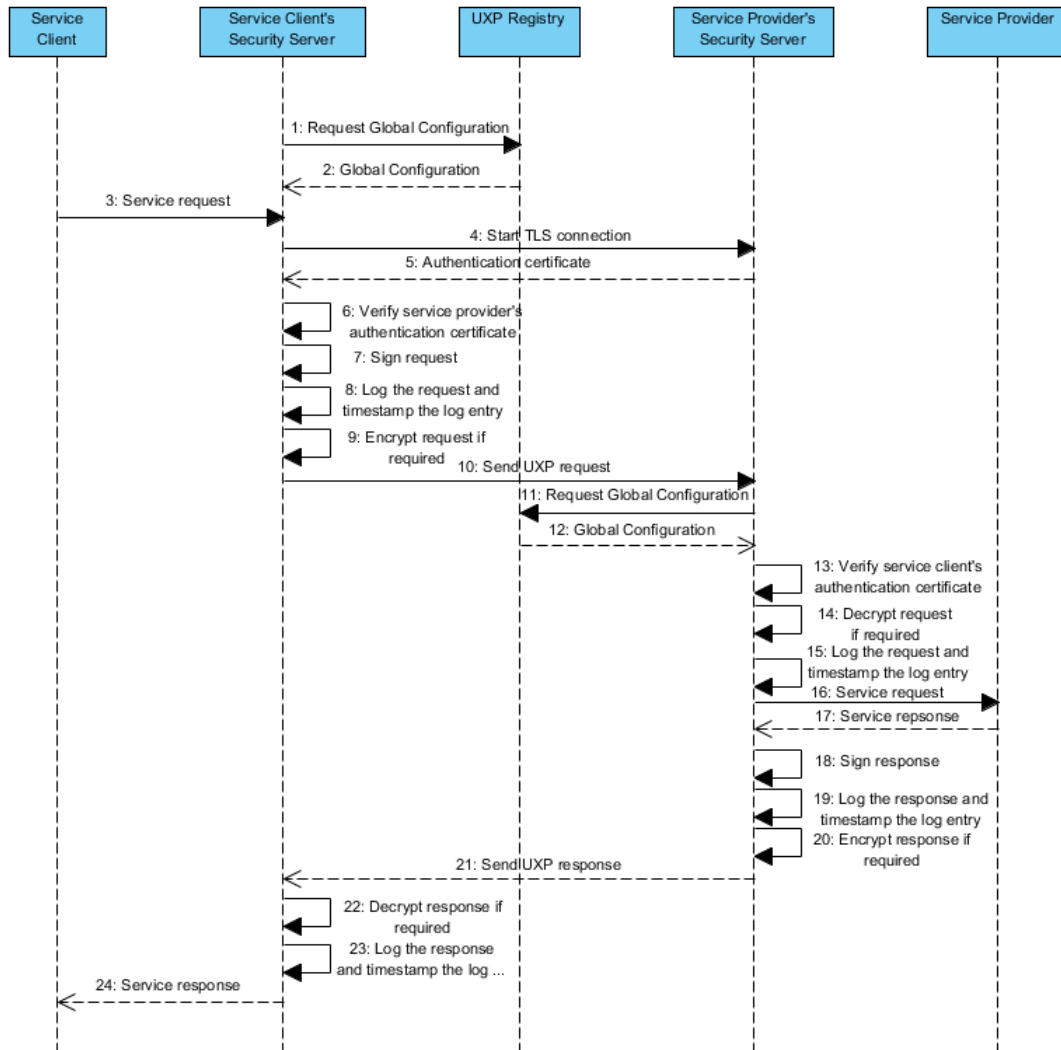 Service
Client
Service Client's
Security Server
UXP Registry
Service Provider's
Security Server
Service Provider
1: Request Global Configuration
2: Global Configuration
3: Service request
4: Start TLS connection
5: Authentication certificate
6: Verify service provider's
authentication certificate
7: Sign request
8: Log the request and
timestamp the log entry
9: Encrypt request if
required
10: Send UXP request
11: Request Global Configuration
12: Global Configuration
13: Verify service client's
authentication certificate
14: Decrypt request
if required
15: Log the request and
timestamp the log entry
16: Service request
17: Service repsonse
18: Sign response
19: Log the response and
timestamp the log entry
20: Encrypt response if
required
21: Send UXP response
22: Decrypt response if
required
23: Log the response
and timestamp the log ...
24: Service response